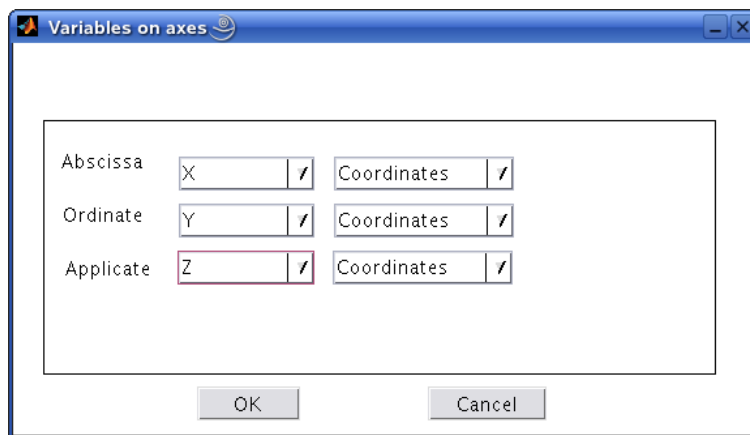 Variables on axes
Abscissa X Coordinates
Ordinate Y Coordinates
Applicate Z Coordinates
OK Cancel